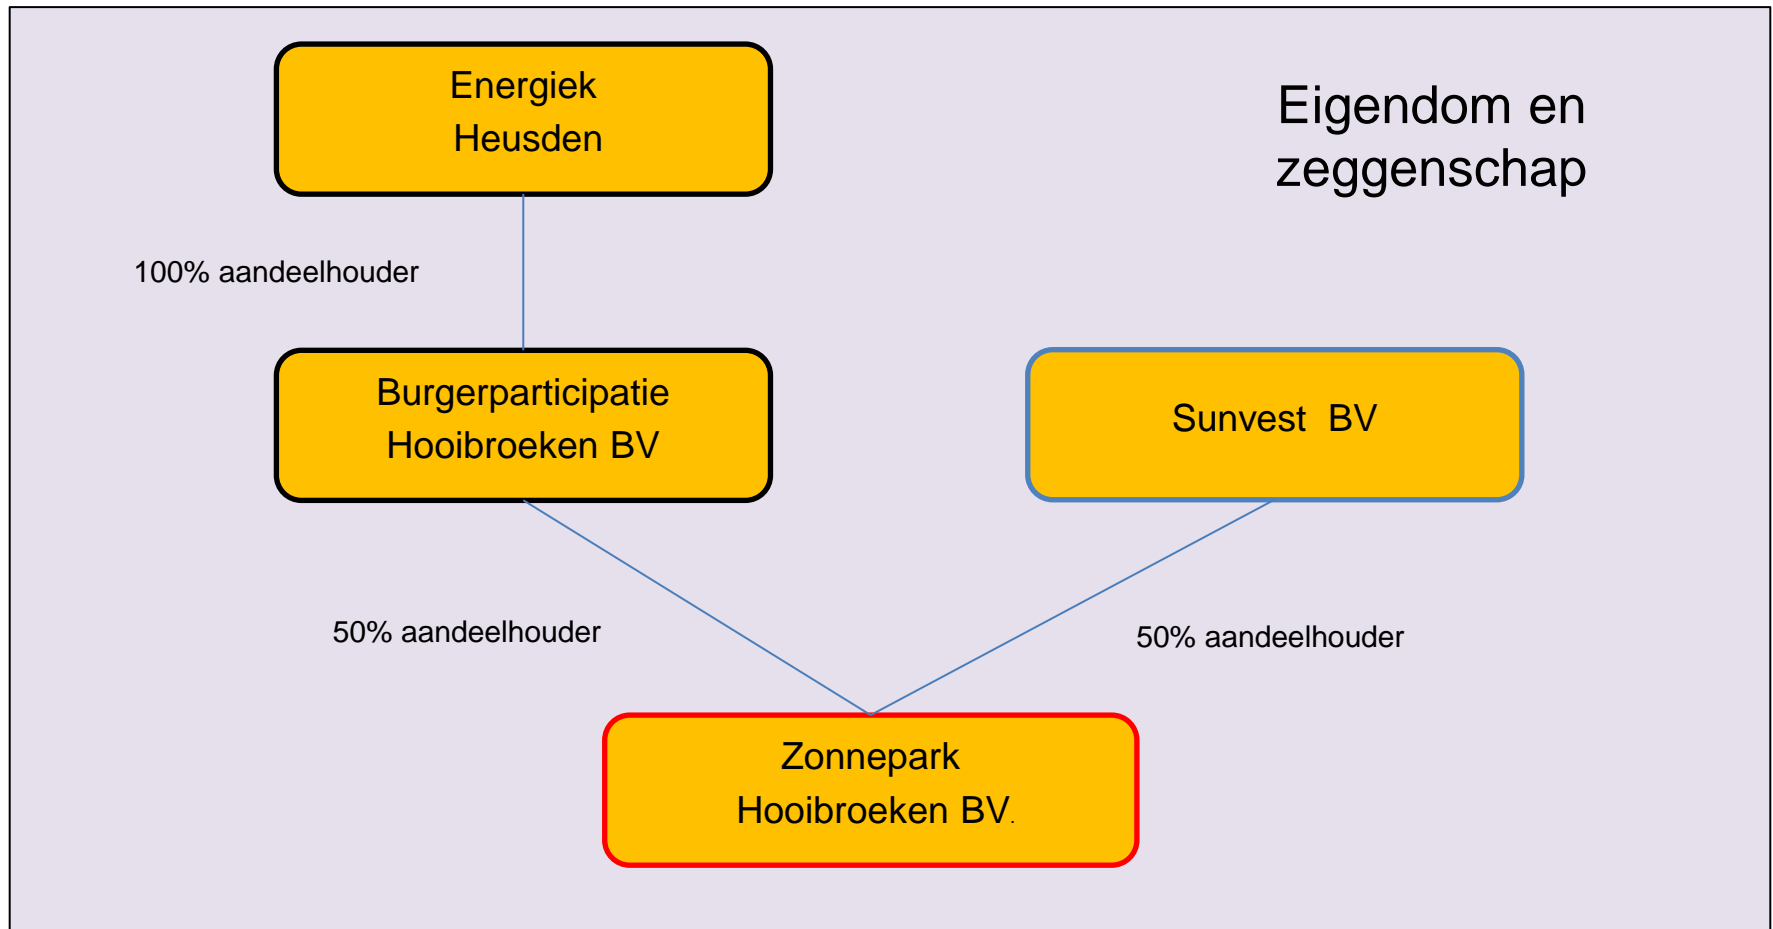 Energiek
Heusden
Eigendom en
zeggenschap
100% aandeelhouder
Burgerparticipatie
Hooibroeken BV
Sunvest BV
50% aandeelhouder
50% aandeelhouder
Zonnepark
Hooibroeken BV.